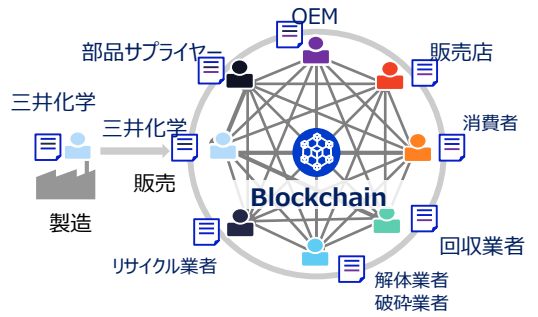 OEM
部品サプライヤー
販売店
三井化学
三井化学
消費者
販売
Blockchain
製造
回収業者
リサイクル業者
解体業者
破砕業者